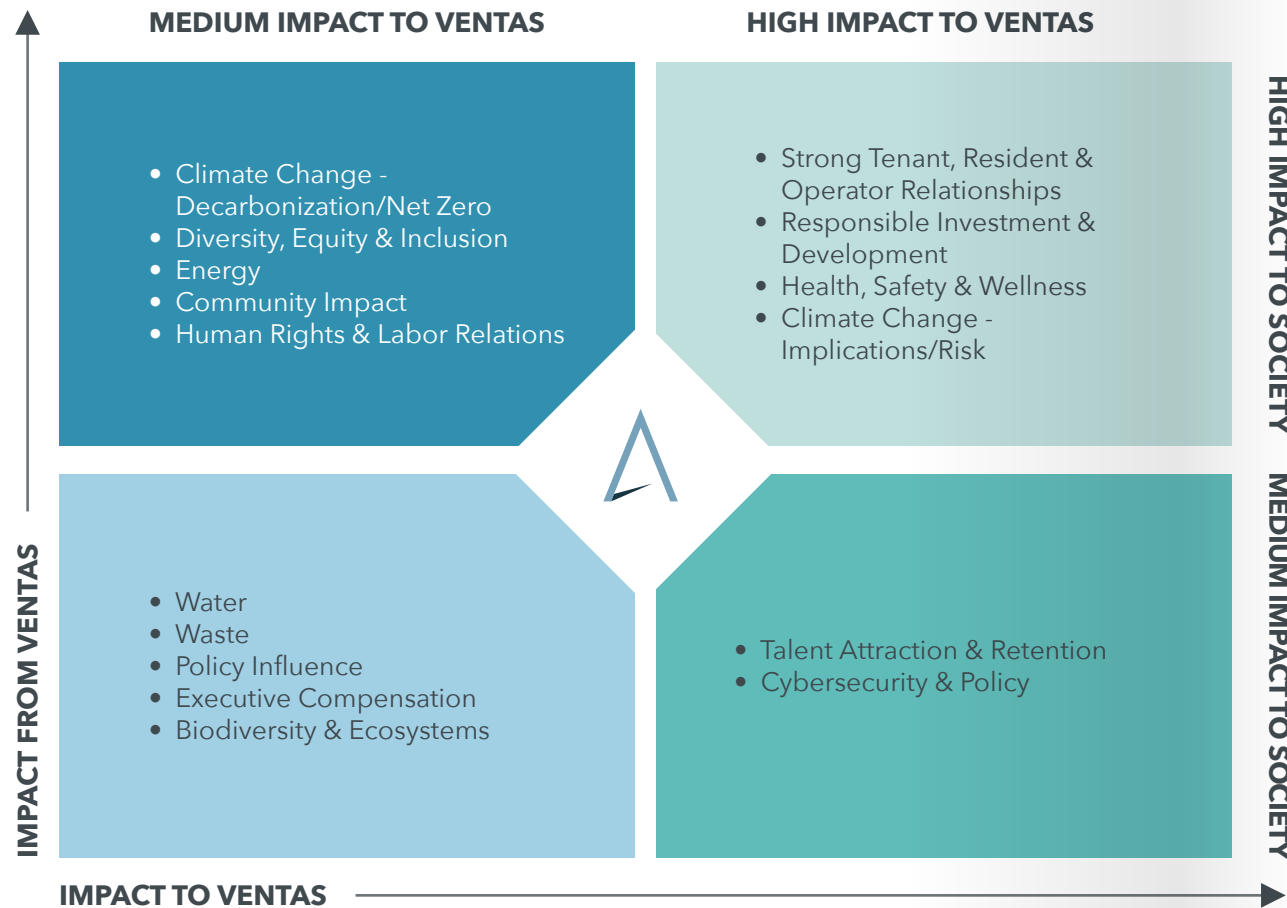 MEDIUM IMPACT TO VENTAS
HIGH IMPACT TO VENTAS
• Climate Change -
Decarbonization/Net Zero
• Diversity, Equity & Inclusion
• Energy
• Community Impact
• Human Rights & Labor Relations
• Strong Tenant, Resident &
Operator Relationships
• Responsible Investment &
Development
• Health, Safety & Wellness
• Climate Change -
Implications/Risk
HIGH IMPACT TO SOCIETY
• Water
• Waste
• Policy Influence
• Executive Compensation
• Biodiversity & Ecosystems
• Talent Attraction & Retention
• Cybersecurity & Policy
MEDIUM IMPACT TO SOCIETY
IMPACT FROM VENTAS
IMPACT TO VENTAS